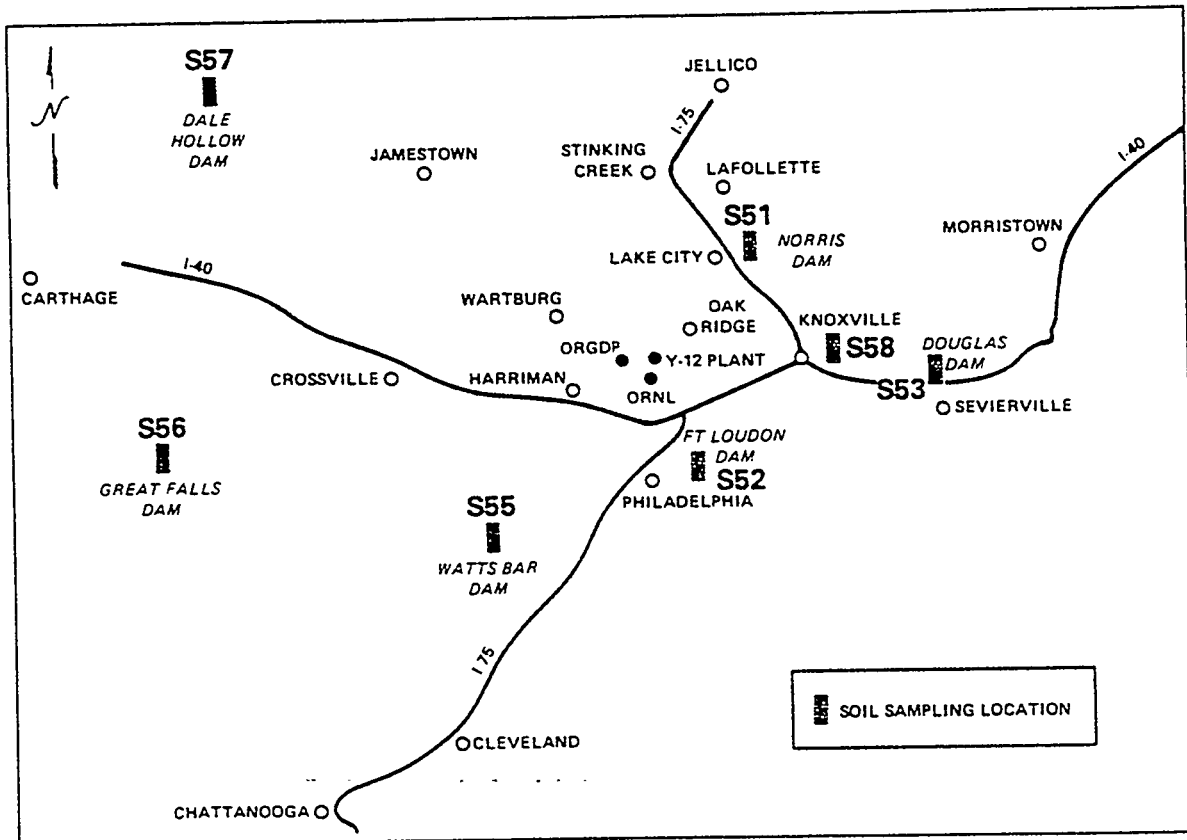 N
S57
DALE
HOLLOW
DAM
JELLICO
I-75
JAMESTOWN
STINKING
CREEK
LAFOLLETTE
I-40
S51
NORRIS
DAM
MORRISTOWN
LAKE CITY
I-40
CARTHAGE
WARTBURG
OAK
RIDGE
KNOXVILLE
S58
DOUGLAS
DAM
ORGDP
Y-12 PLANT
CROSSVILLE
HARRIMAN
ORNL
S53
SEVIERVILLE
S56
GREAT FALLS
DAM
FT LOUDON
DAM
S52
PHILADELPHIA
S55
WATTS BAR
DAM
I-75
SOIL SAMPLING LOCATION
CLEVELAND
CHATTANOOGA